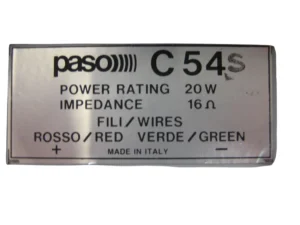 paso C 54S
POWER RATING 20 W
IMPEDANCE 16 Ω
FILI/WIRES
ROSSO/RED VERDE/GREEN
+ MADE IN ITALY −